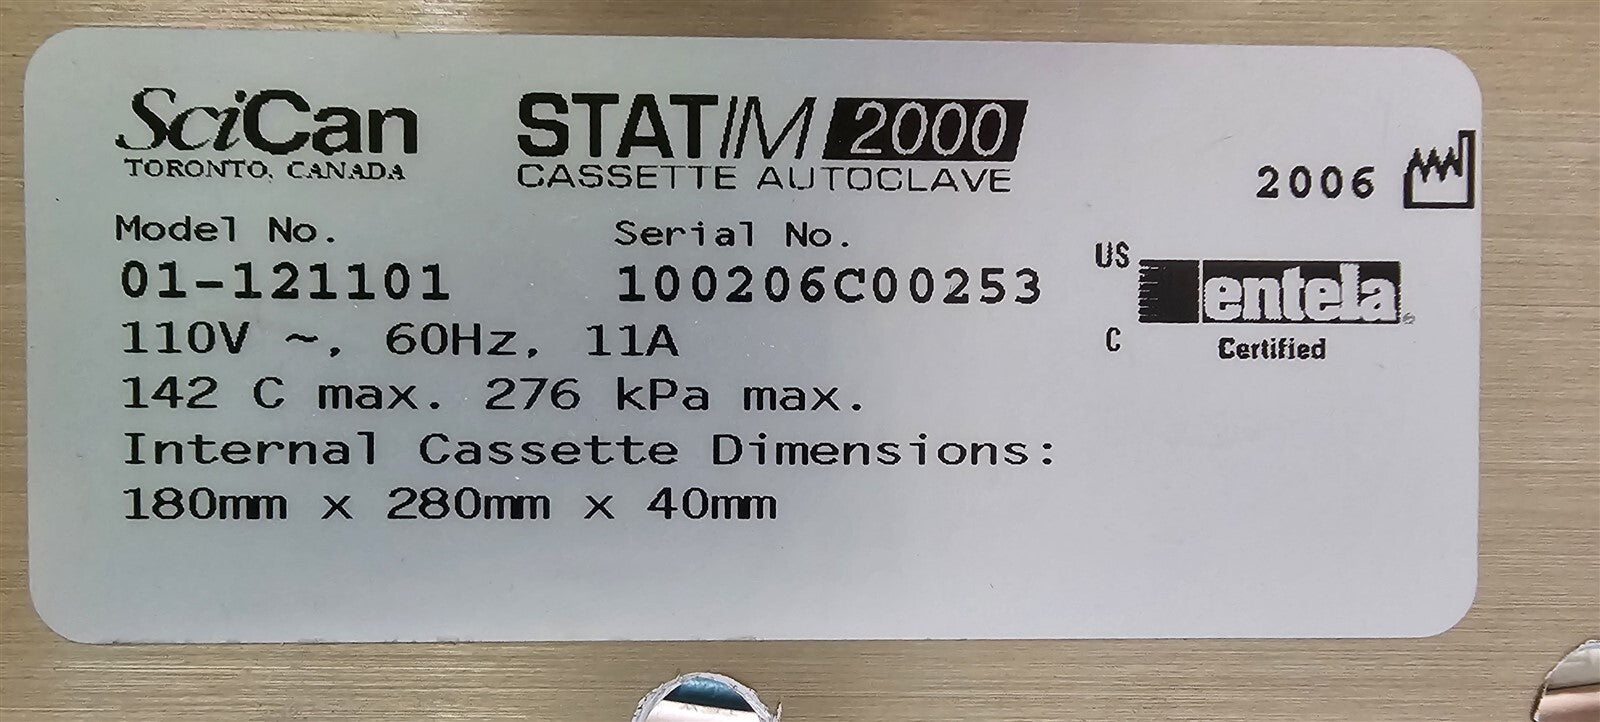 SciCan
TORONTO, CANADA
STATIM 2000
CASSETTE AUTOCLAVE
2006
Model No.
Serial No.
01-121101
100206C00253
110V ~, 60Hz, 11A
142 C max. 276 kPa max.
Internal Cassette Dimensions:
180mm x 280mm x 40mm
US
C
entela®
Certified